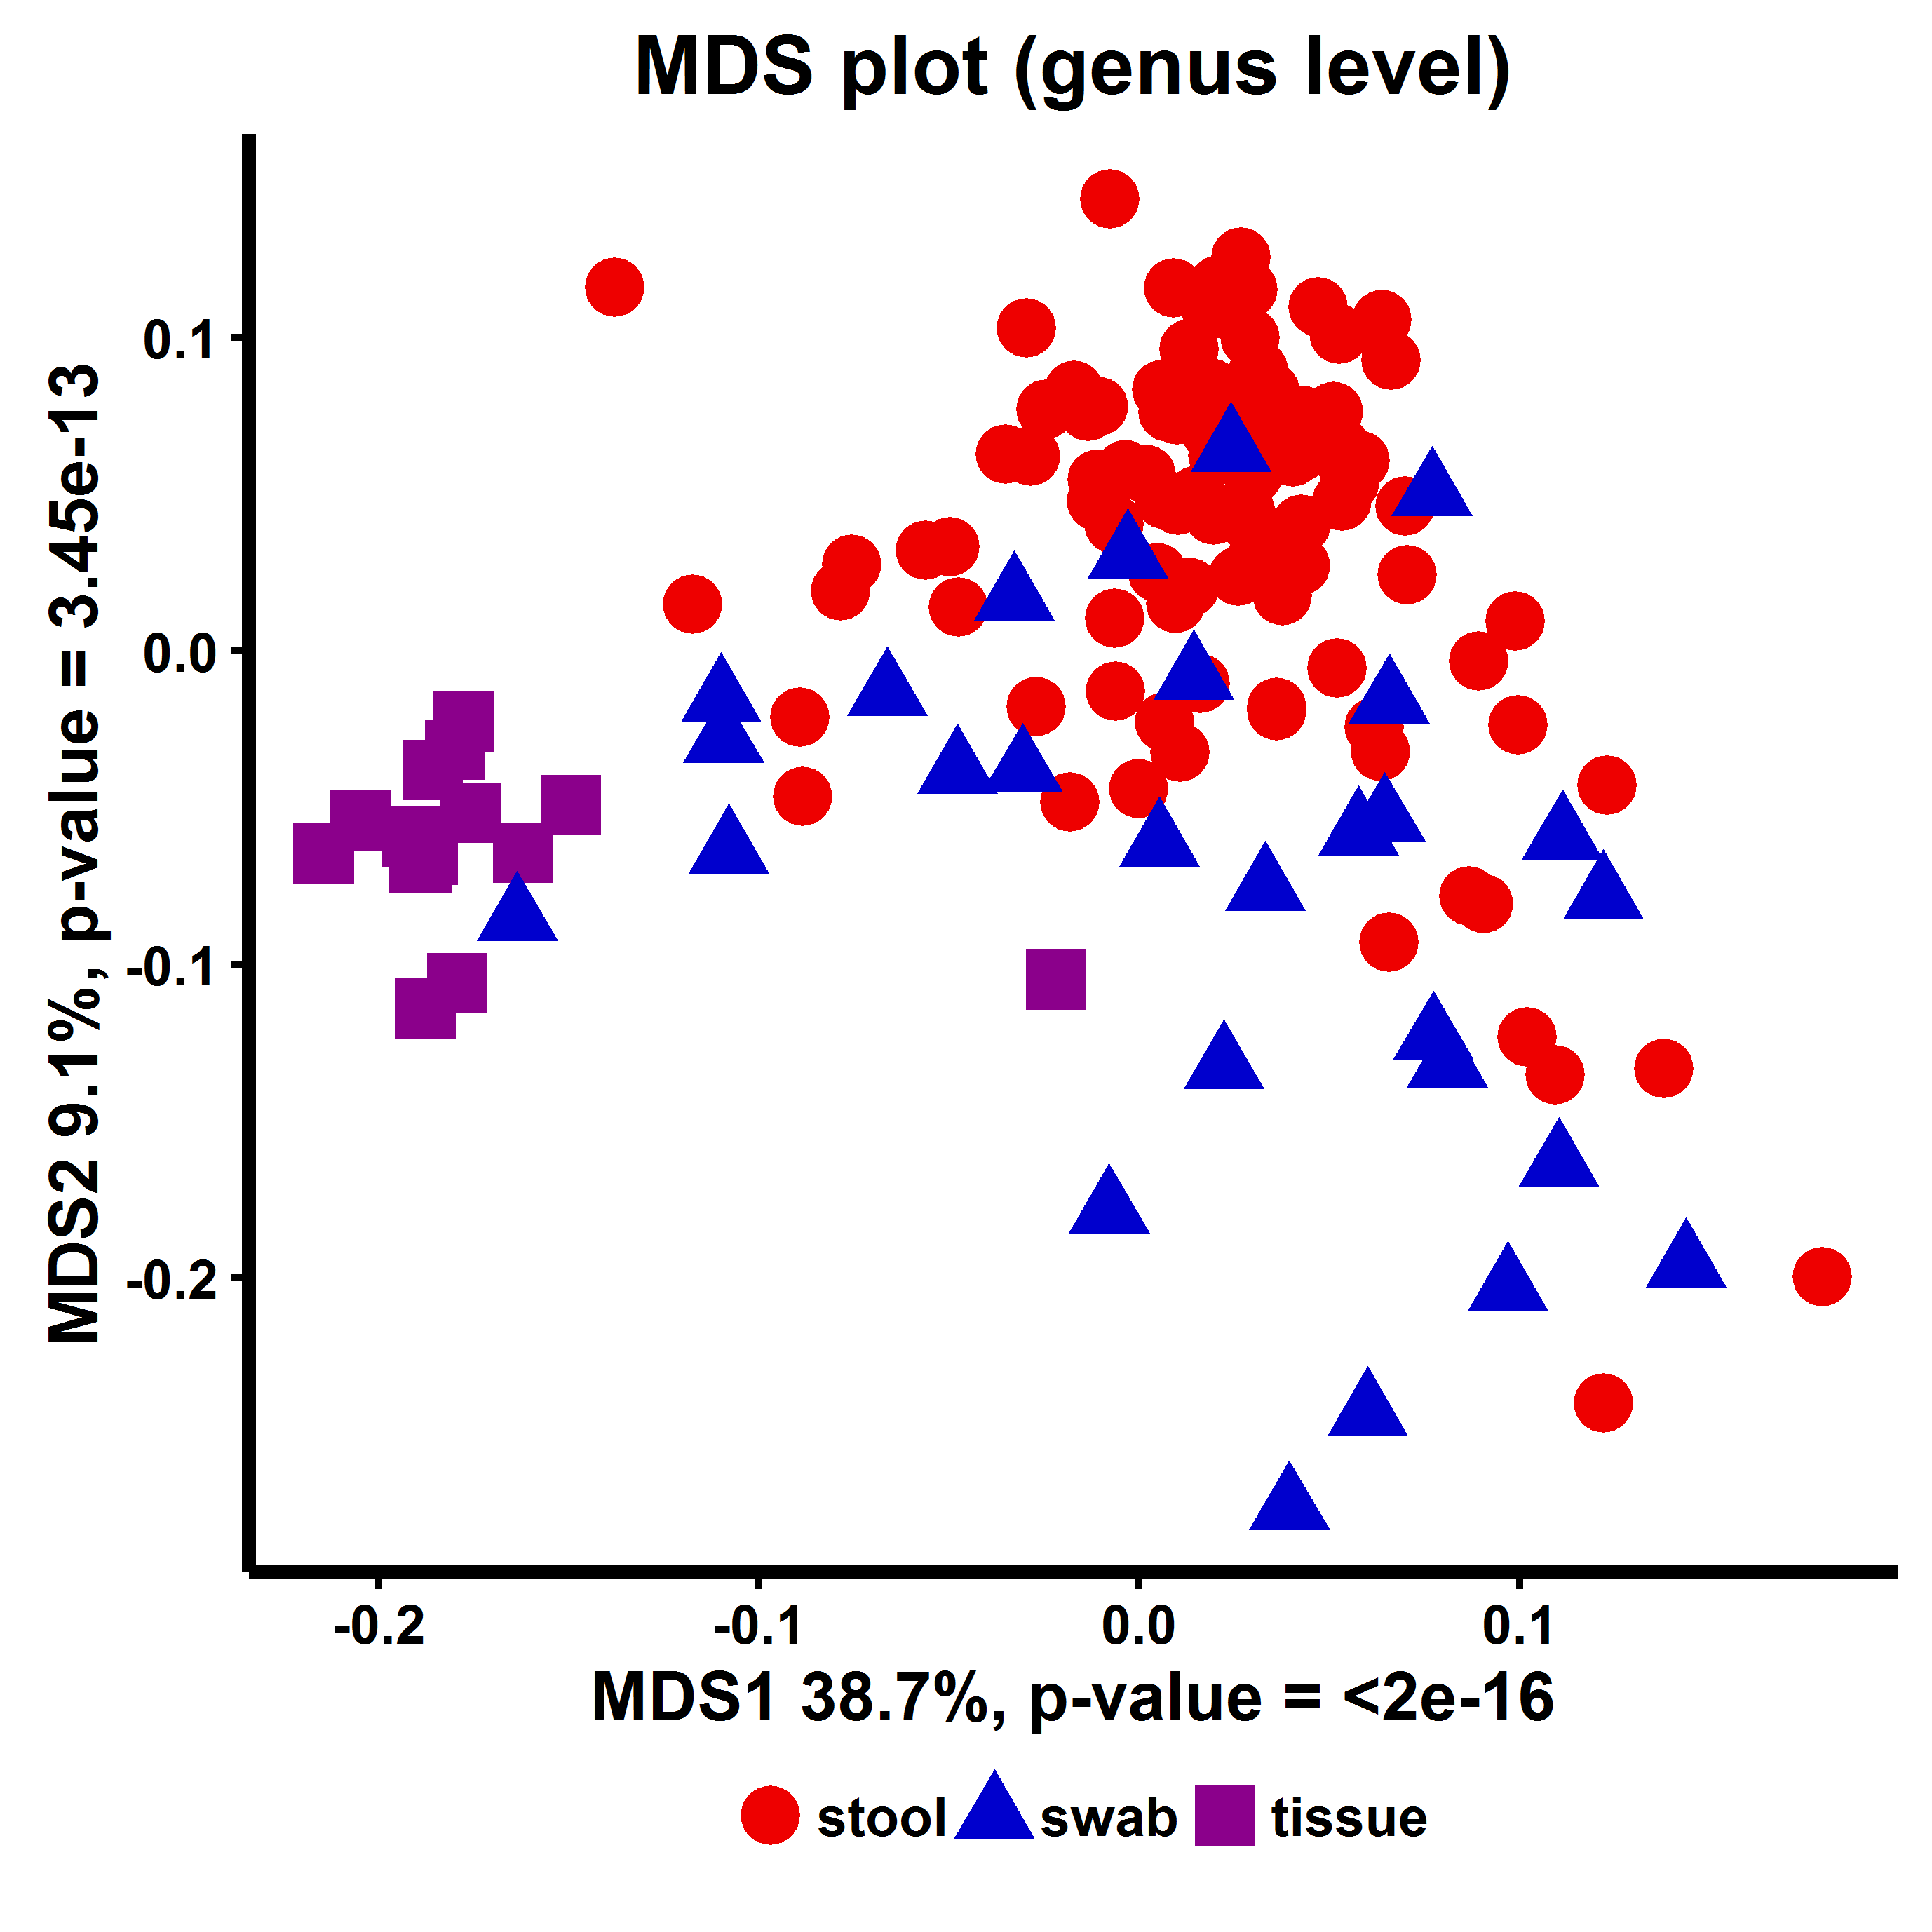 MDS plot (genus level)
MDS2 9.1%, p-value = 3.45e-13
0.1
0.0
-0.1
-0.2
-0.2
-0.1
0.0
0.1
MDS1 38.7%, p-value = <2e-16
stool swab tissue